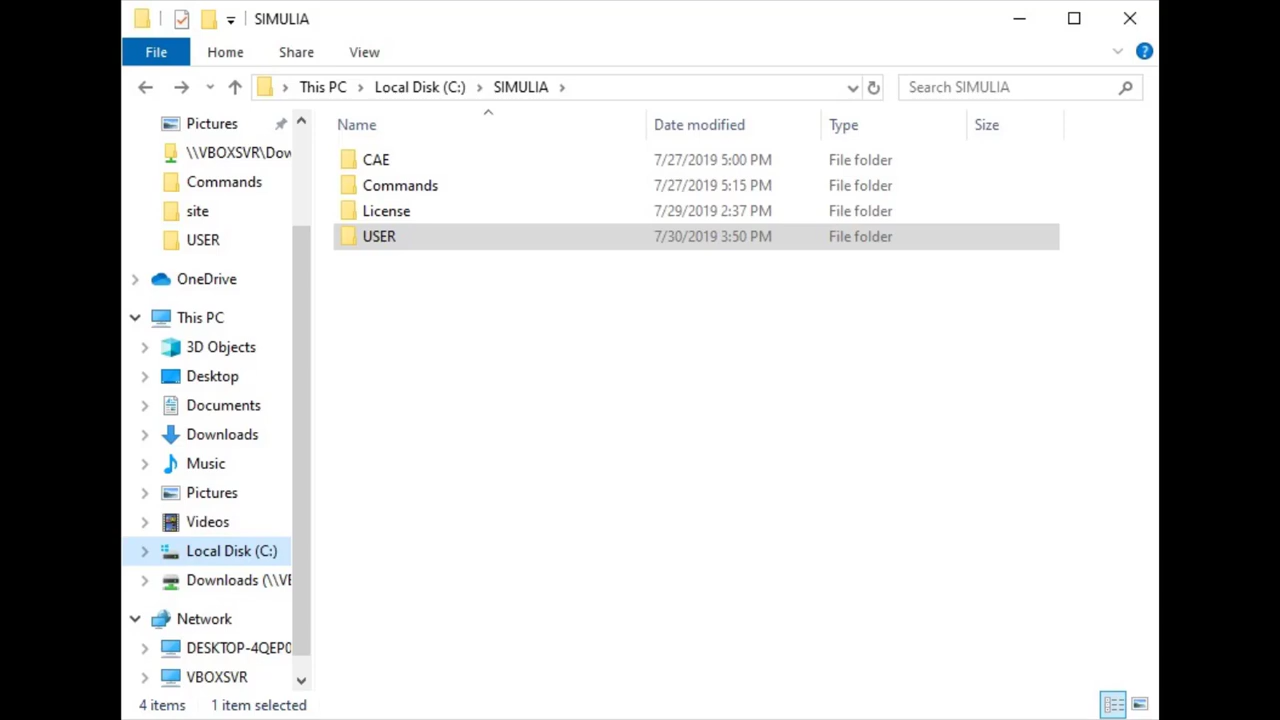 SIMULIA
File Home Share View
This PC Local Disk (C:) SIMULIA
Search SIMULIA
Name Date modified Type Size
CAE 7/27/2019 5:00 PM File folder
Commands 7/27/2019 5:15 PM File folder
License 7/29/2019 2:37 PM File folder
USER 7/30/2019 3:50 PM File folder
Pictures
\\VBOXSVR\Dow
Commands
site
USER
OneDrive
This PC
3D Objects
Desktop
Documents
Downloads
Music
Pictures
Videos
Local Disk (C:)
Downloads (\\VB
Network
DESKTOP-4QEP0
VBOXSVR
4 items 1 item selected